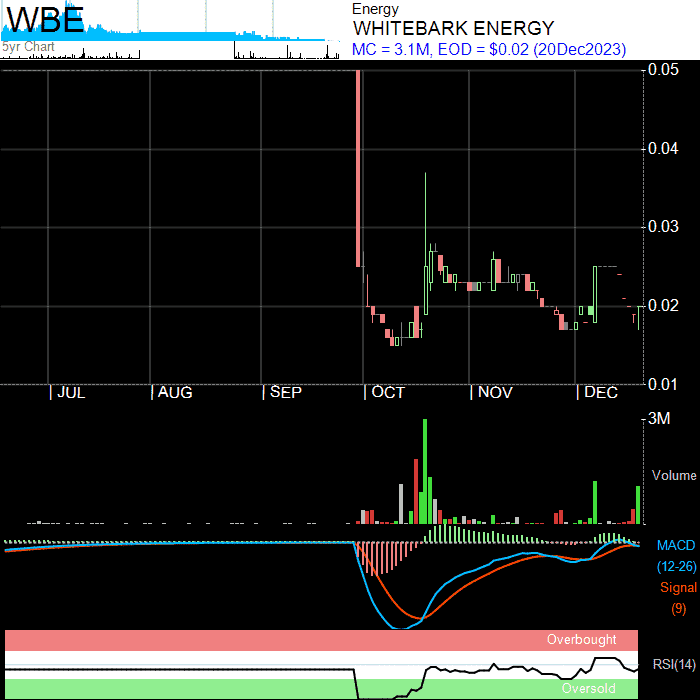 WBE
5yr Chart
Energy
WHITEBARK ENERGY
MC = 3.1M, EOD = $0.02 (20Dec2023)
0.05
0.04
0.03
0.02
0.01
JUL AUG SEP OCT NOV DEC
3M
Volume
MACD
(12-26)
Signal
(9)
Overbought
RSI(14)
Oversold